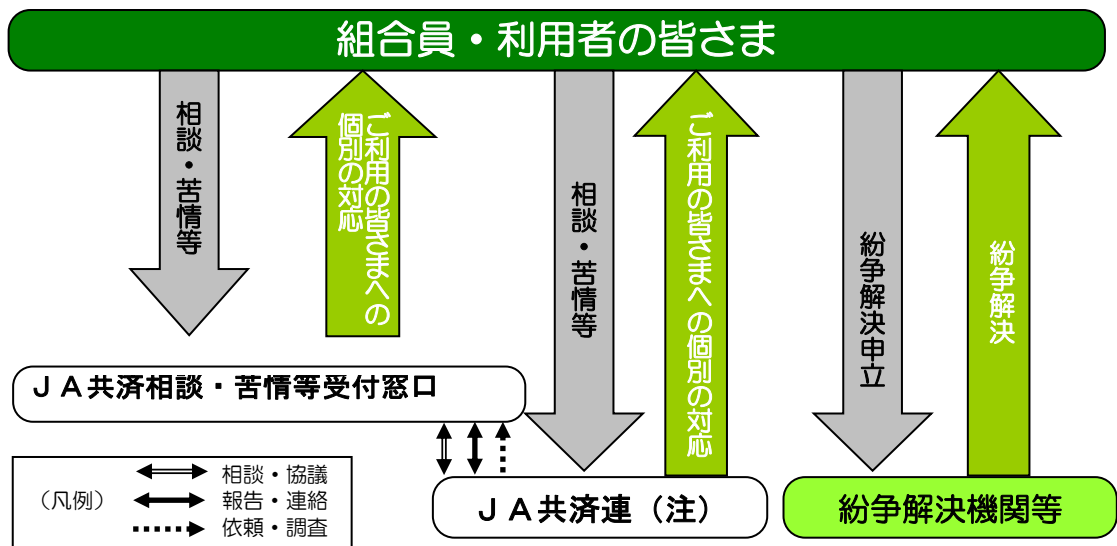 組合員・利用者の皆さま
相談・苦情等
ご利用の皆さまへの
個別の対応
相談・苦情等
ご利用の皆さまへの個別の対応
紛争解決申立
紛争解決
ＪＡ共済相談・苦情等受付窓口
（凡例）
相談・協議
報告・連絡
依頼・調査
ＪＡ共済連（注）
紛争解決機関等